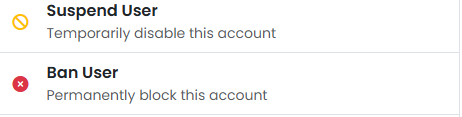 Suspend User
Temporarily disable this account
Ban User
Permanently block this account